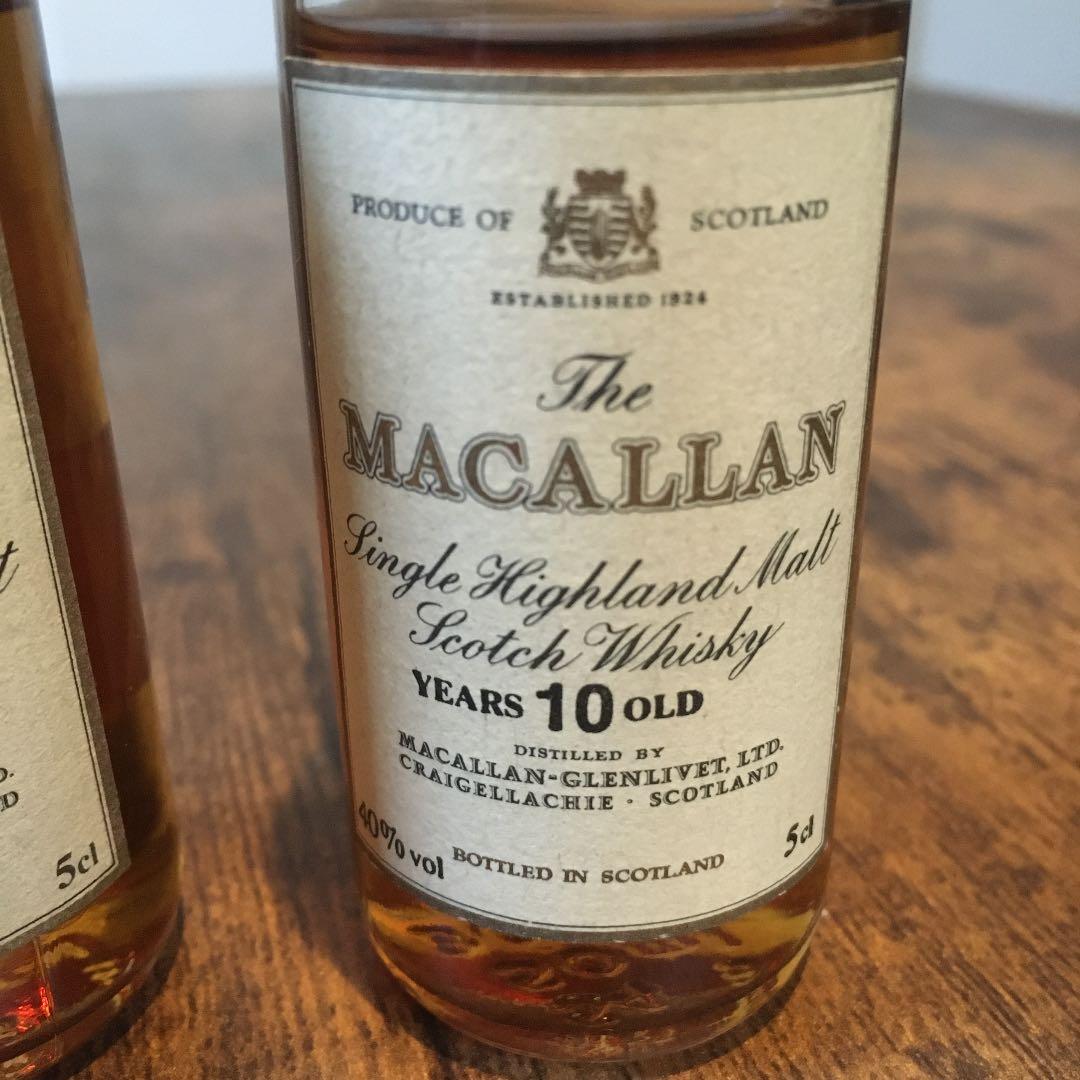 PRODUCE OF SCOTLAND
ESTABLISHED 1824
The
MACALLAN
Single Highland Malt
Scotch Whisky
YEARS 10 OLD
DISTILLED BY
MACALLAN-GLENLIVET, LTD.
CRAIGELLACHIE · SCOTLAND
40% vol BOTTLED IN SCOTLAND 5cl
5cl